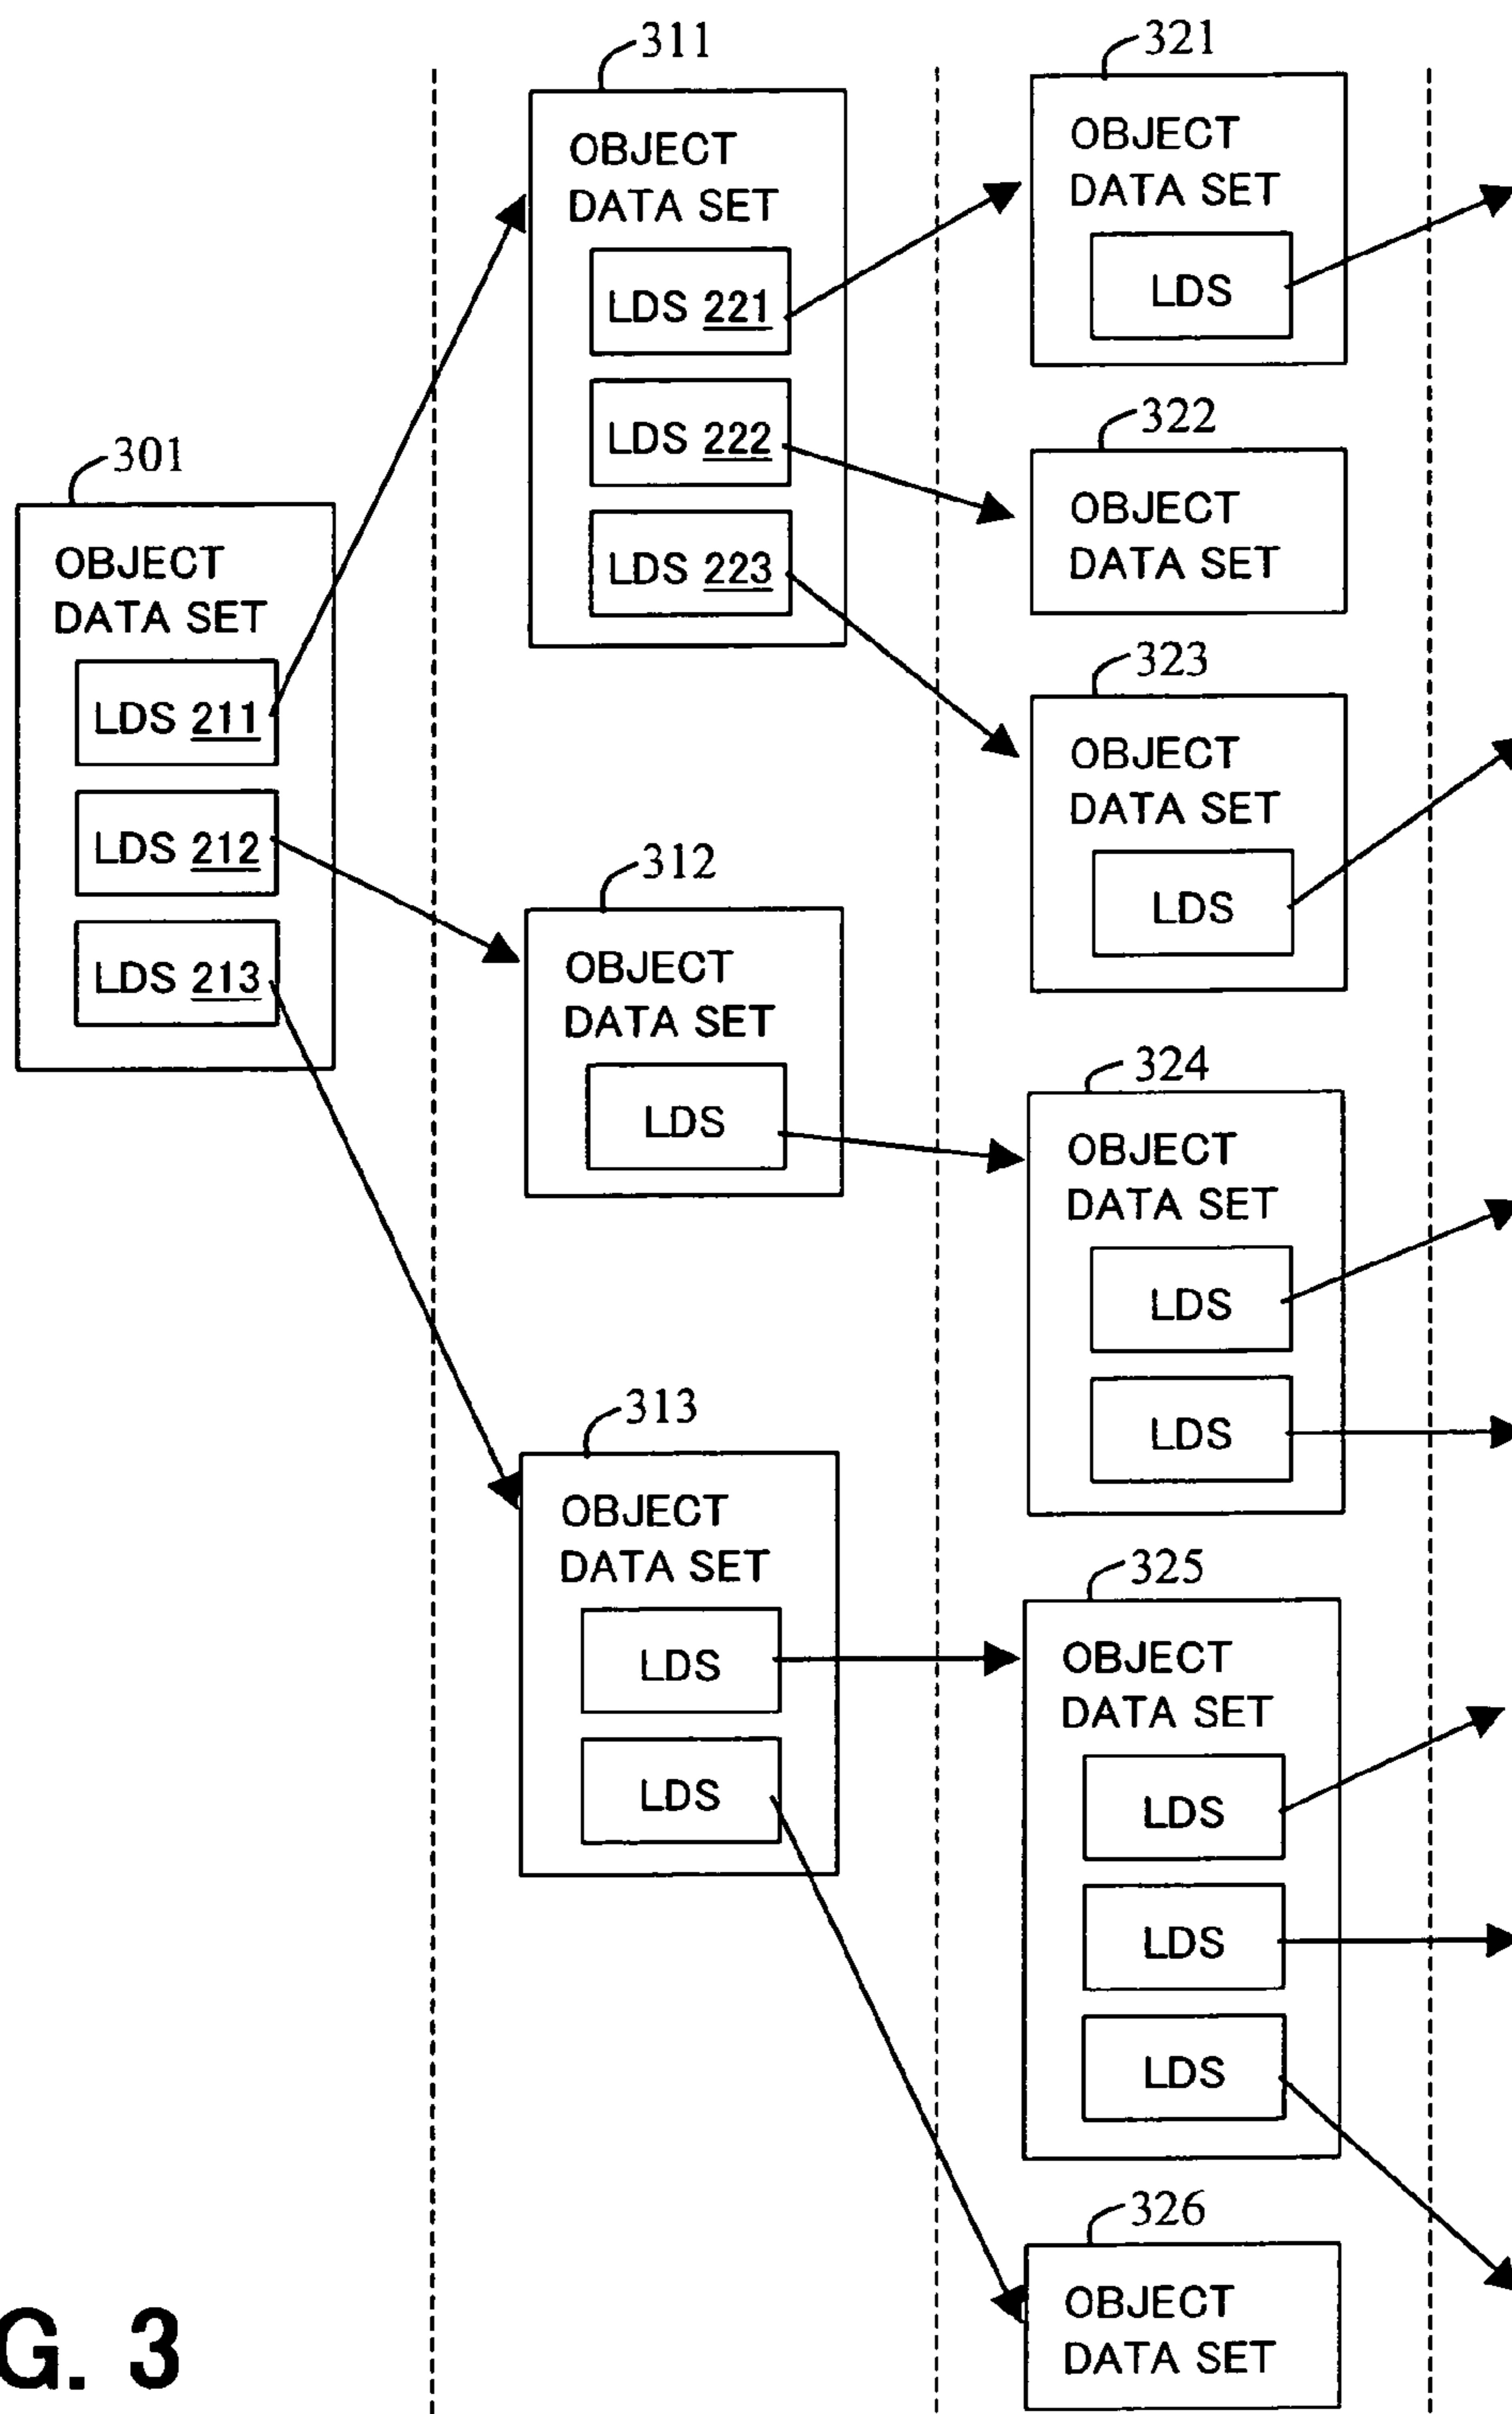 301
OBJECT
DATA SET
LDS 211
LDS 212
LDS 213
311
OBJECT
DATA SET
LDS 221
LDS 222
LDS 223
312
OBJECT
DATA SET
LDS
313
OBJECT
DATA SET
LDS
LDS
321
OBJECT
DATA SET
LDS
322
OBJECT
DATA SET
323
OBJECT
DATA SET
LDS
324
OBJECT
DATA SET
LDS
LDS
325
OBJECT
DATA SET
LDS
LDS
LDS
326
OBJECT
DATA SET
G. 3